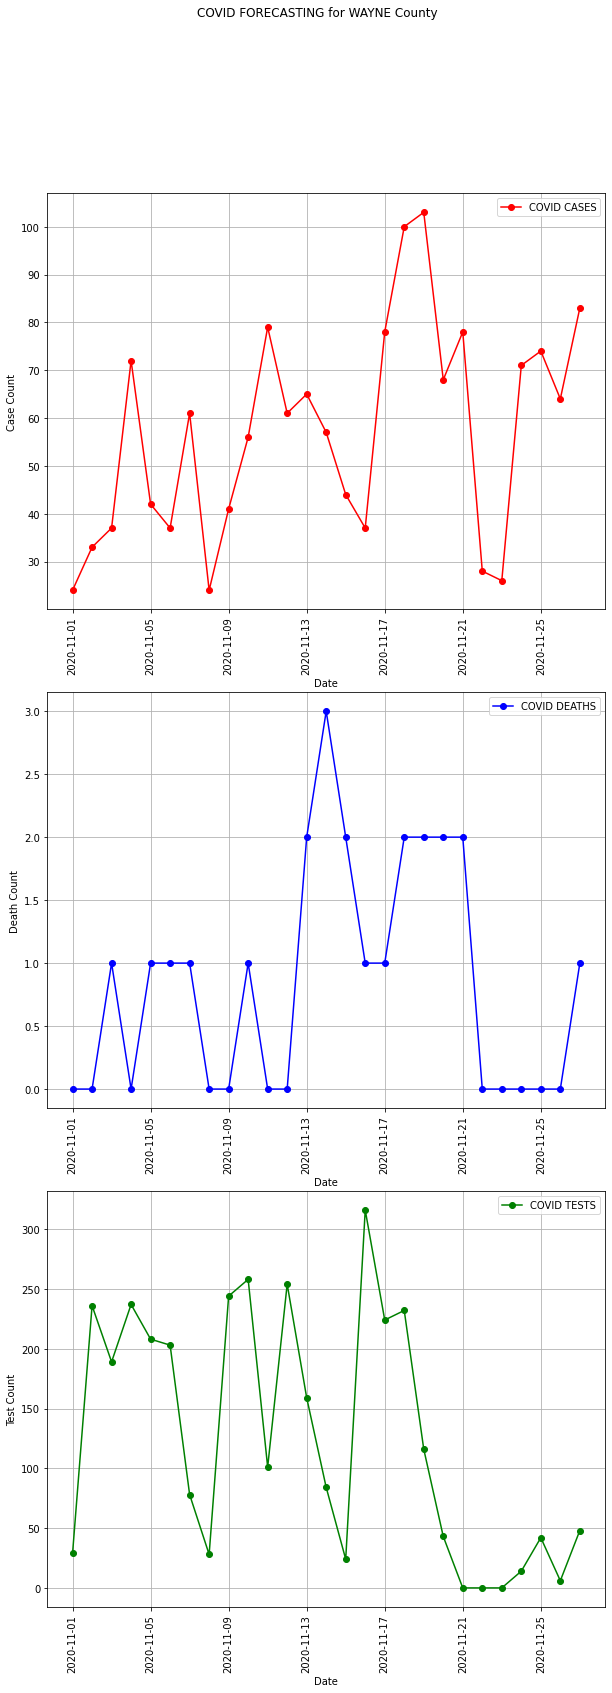 COVID FORECASTING for WAYNE County
COVID CASES
100
90
80
70
60
50
40
30
Case Count
2020-11-01 2020-11-05 2020-11-09 2020-11-13 2020-11-17 2020-11-21 2020-11-25
Date
COVID DEATHS
3.0
2.5
2.0
1.5
1.0
0.5
0.0
Death Count
2020-11-01 2020-11-05 2020-11-09 2020-11-13 2020-11-17 2020-11-21 2020-11-25
Date
COVID TESTS
300
250
200
150
100
50
0
Test Count
2020-11-01 2020-11-05 2020-11-09 2020-11-13 2020-11-17 2020-11-21 2020-11-25
Date